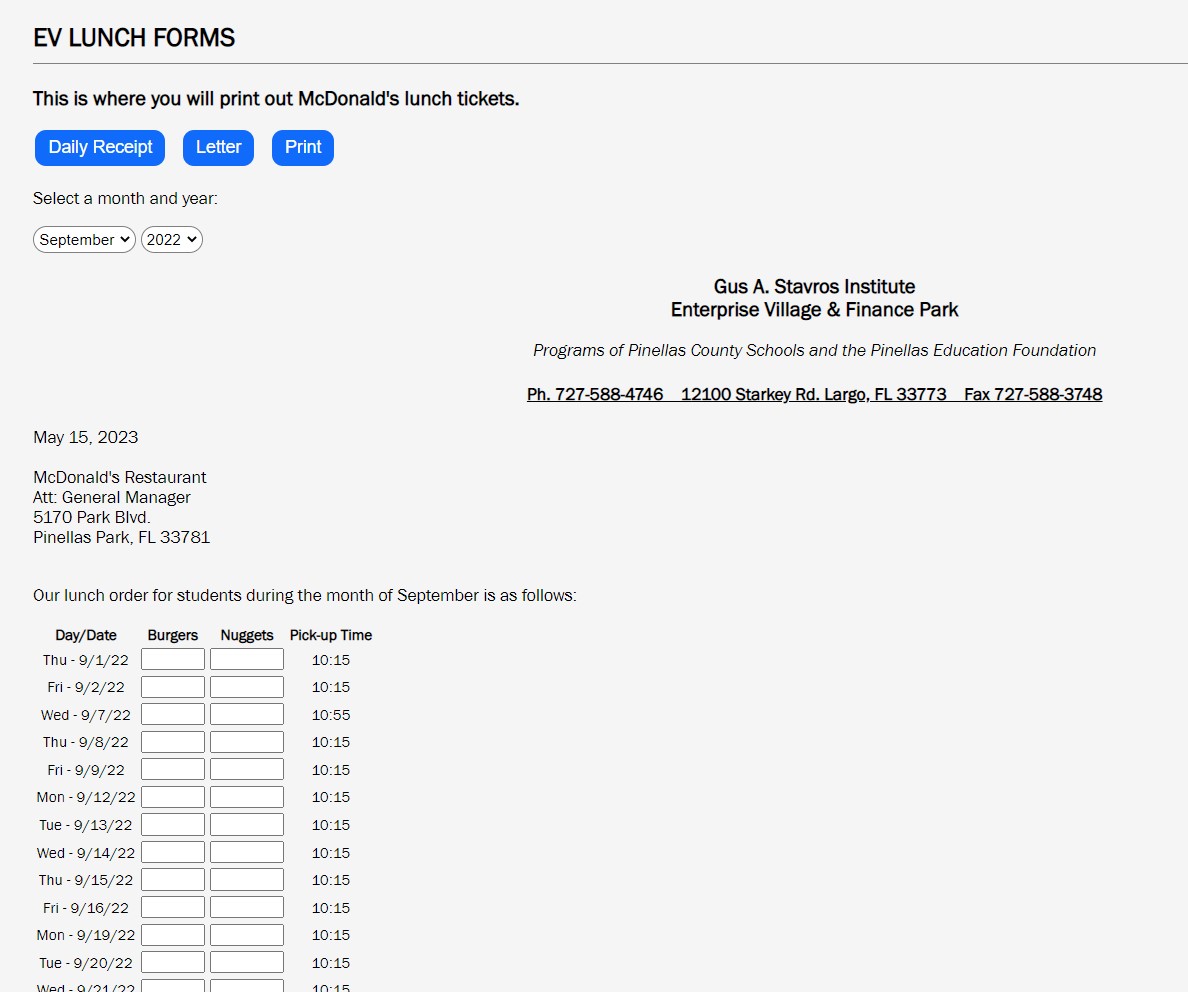 EV LUNCH FORMS
This is where you will print out McDonald's lunch tickets.
Daily Receipt Letter Print
Select a month and year:
September 2022
Gus A. Stavros Institute
Enterprise Village & Finance Park
Programs of Pinellas County Schools and the Pinellas Education Foundation
Ph. 727-588-4746 12100 Starkey Rd. Largo, FL 33773 Fax 727-588-3748
May 15, 2023
McDonald's Restaurant
Att: General Manager
5170 Park Blvd.
Pinellas Park, FL 33781
Our lunch order for students during the month of September is as follows:
Day/Date Burgers Nuggets Pick-up Time
Thu - 9/1/22 10:15
Fri - 9/2/22 10:15
Wed - 9/7/22 10:55
Thu - 9/8/22 10:15
Fri - 9/9/22 10:15
Mon - 9/12/22 10:15
Tue - 9/13/22 10:15
Wed - 9/14/22 10:15
Thu - 9/15/22 10:15
Fri - 9/16/22 10:15
Mon - 9/19/22 10:15
Tue - 9/20/22 10:15
Wed - 9/21/22 10:15